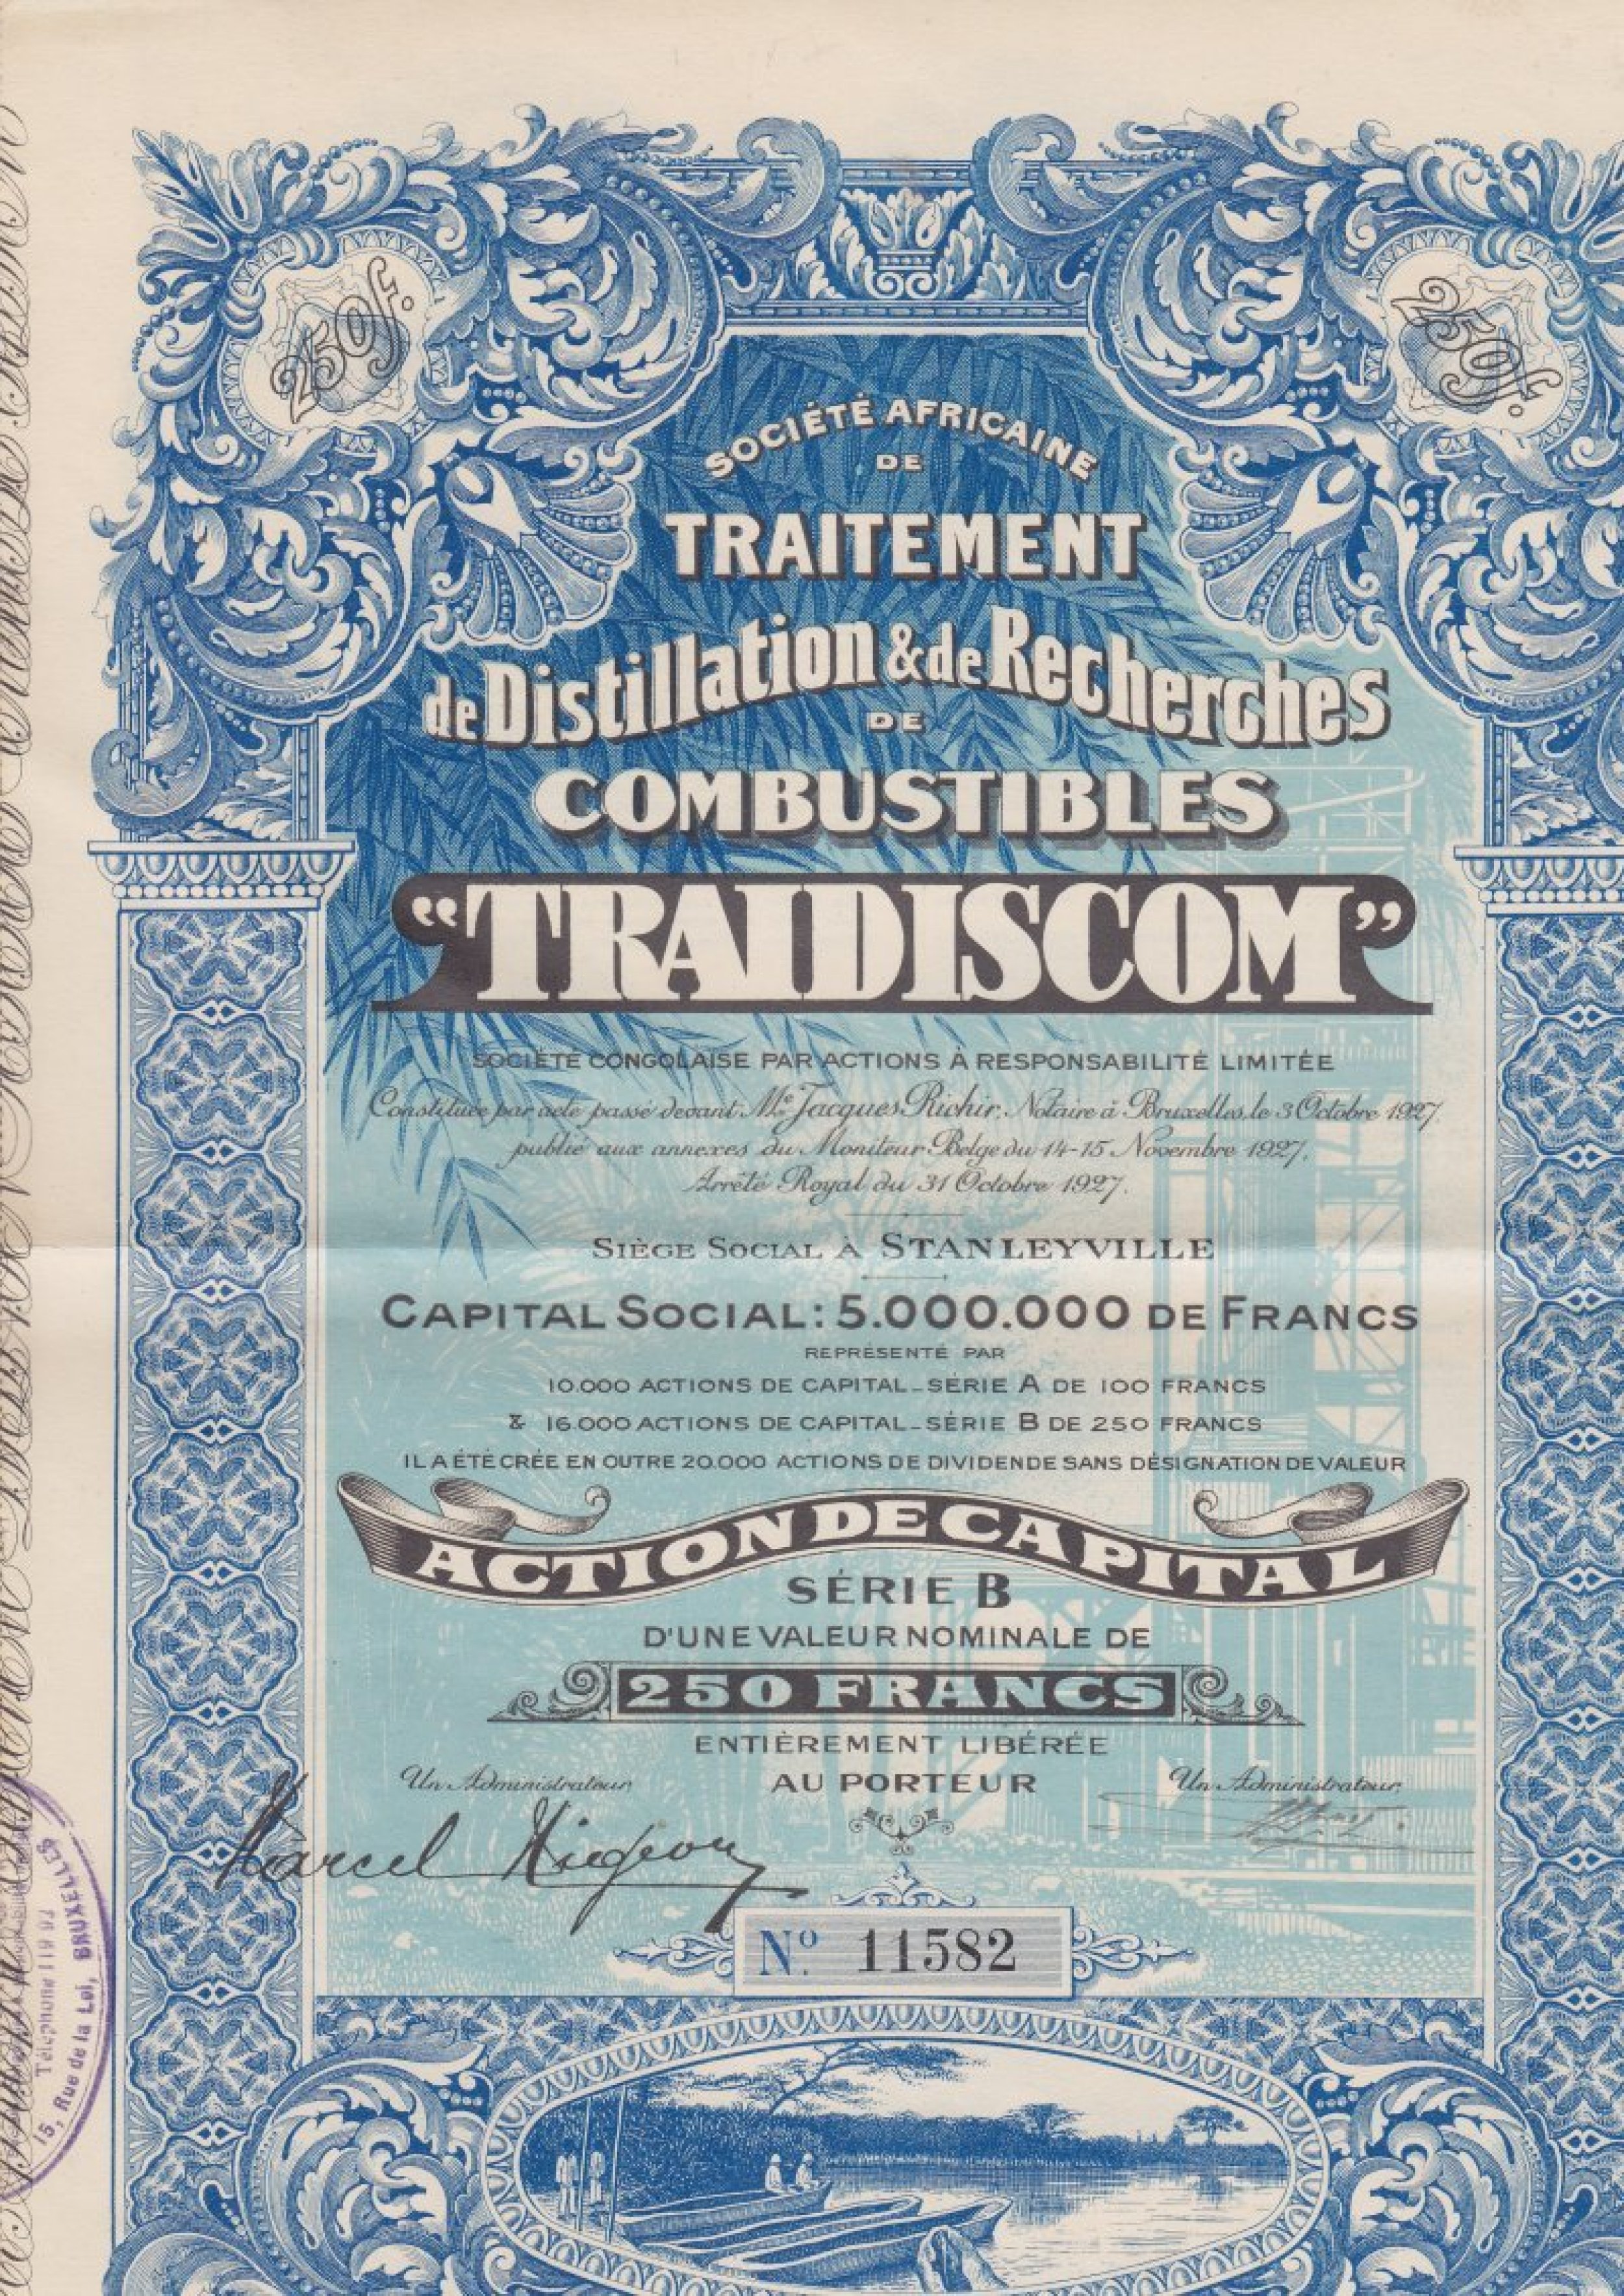 250f.
250f.
SOCIÉTÉ AFRICAINE
DE
TRAITEMENT
de Distillation & de Recherches
DE
COMBUSTIBLES
“TRAIDISCOM”
SOCIÉTÉ CONGOLAISE PAR ACTIONS À RESPONSABILITÉ LIMITÉE
Constituée par acte passé devant Me Jacques Richir, Notaire à Bruxelles, le 3 Octobre 1927,
publié aux annexes du Moniteur Belge du 14-15 Novembre 1927,
Arrêté Royal du 31 Octobre 1927.
SIÈGE SOCIAL À STANLEYVILLE
CAPITAL SOCIAL: 5.000.000 DE FRANCS
REPRÉSENTÉ PAR
10.000 ACTIONS DE CAPITAL_SÉRIE A DE 100 FRANCS
& 16.000 ACTIONS DE CAPITAL_SÉRIE B DE 250 FRANCS
IL A ÉTÉ CRÉE EN OUTRE 20.000 ACTIONS DE DIVIDENDE SANS DÉSIGNATION DE VALEUR
ACTION DE CAPITAL
SÉRIE B
D'UNE VALEUR NOMINALE DE
250 FRANCS
ENTIÈREMENT LIBÉRÉE
Un Administrateur,
AU PORTEUR
Un Administrateur,
Marcel
Nº 11582
Téléphone 11967
15, Rue de la Loi, BRUXELLES